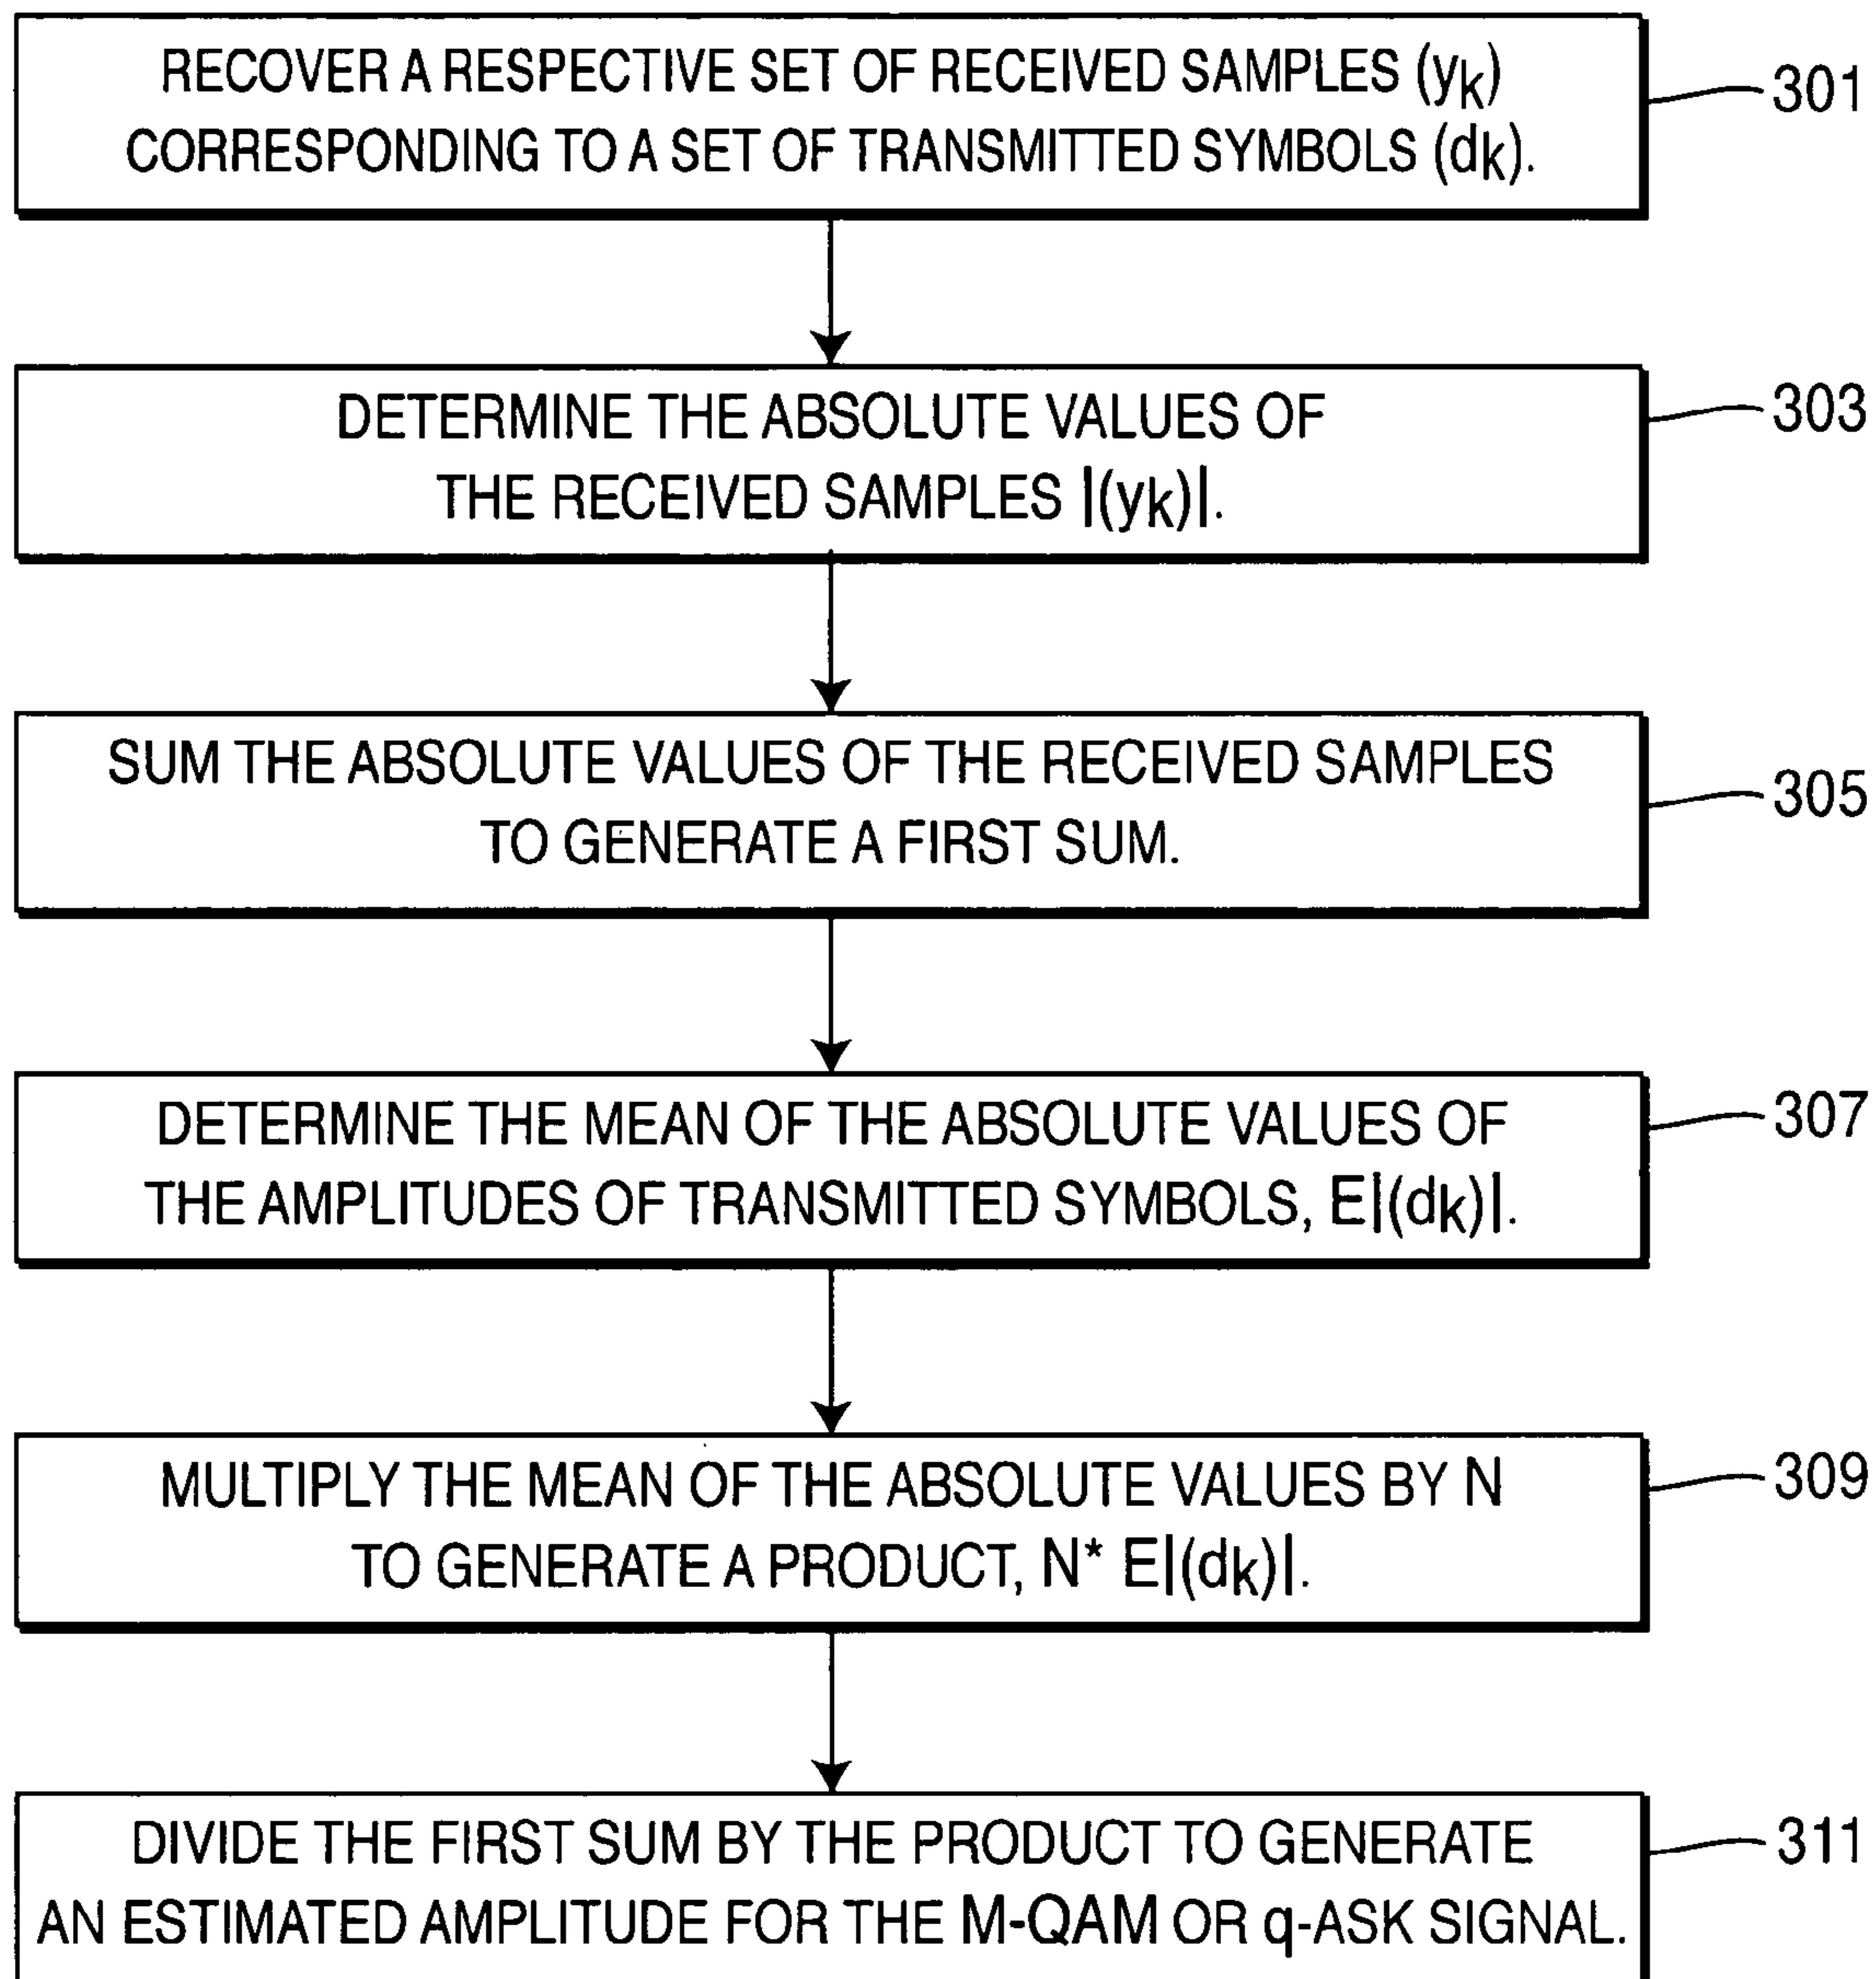 RECOVER A RESPECTIVE SET OF RECEIVED SAMPLES (yk)
CORRESPONDING TO A SET OF TRANSMITTED SYMBOLS (dk).
301
DETERMINE THE ABSOLUTE VALUES OF
THE RECEIVED SAMPLES |(yk)|.
303
SUM THE ABSOLUTE VALUES OF THE RECEIVED SAMPLES
TO GENERATE A FIRST SUM.
305
DETERMINE THE MEAN OF THE ABSOLUTE VALUES OF
THE AMPLITUDES OF TRANSMITTED SYMBOLS, E|(dk)|.
307
MULTIPLY THE MEAN OF THE ABSOLUTE VALUES BY N
TO GENERATE A PRODUCT, N* E|(dk)|.
309
DIVIDE THE FIRST SUM BY THE PRODUCT TO GENERATE
AN ESTIMATED AMPLITUDE FOR THE M-QAM OR q-ASK SIGNAL.
311